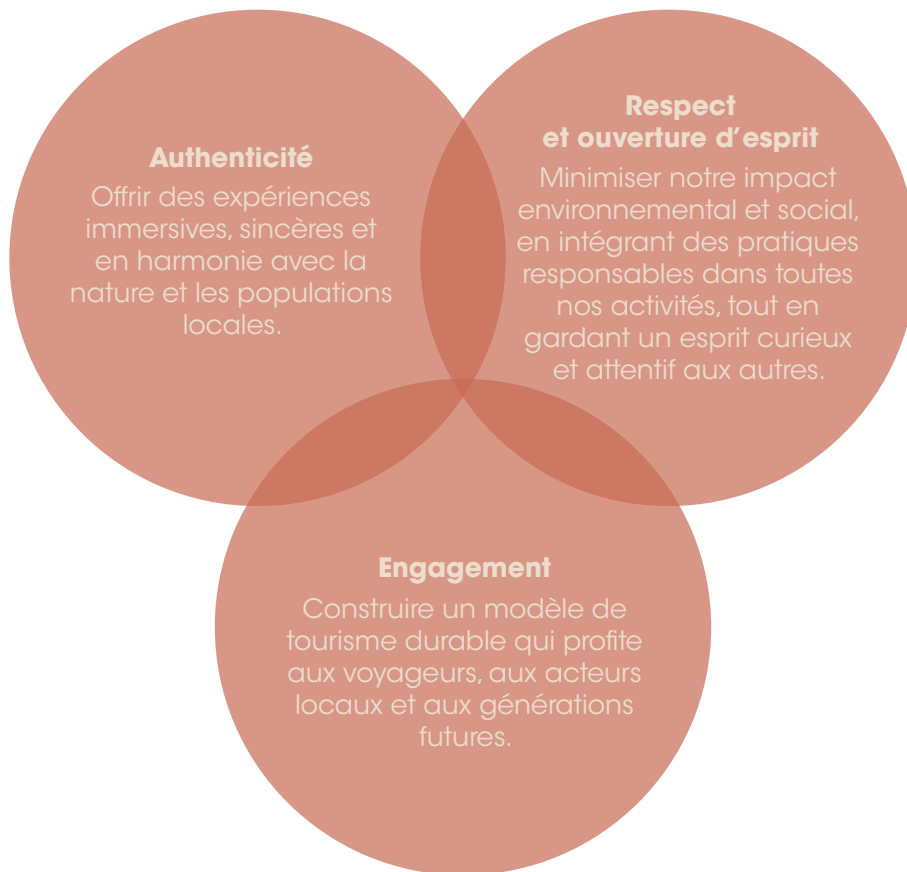 Authenticité
Offrir des expériences
immersives, sincères et
en harmonie avec la
nature et les populations
locales.
Respect
et ouverture d'esprit
Minimiser notre impact
environnemental et social,
en intégrant des pratiques
responsables dans toutes
nos activités, tout en
gardant un esprit curieux
et attentif aux autres.
Engagement
Construire un modèle de
tourisme durable qui profite
aux voyageurs, aux acteurs
locaux et aux générations
futures.